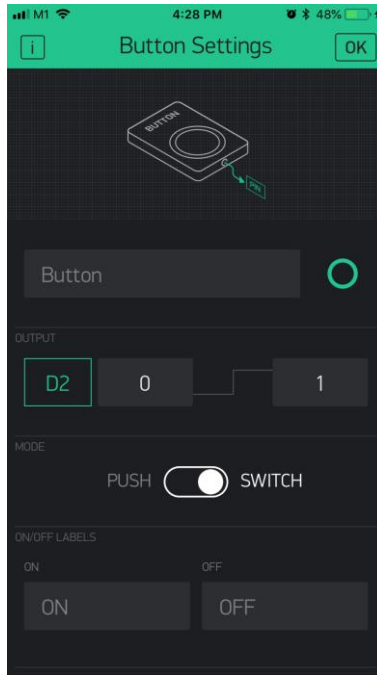 M1 4:28 PM 48%
i Button Settings OK
BUTTON
PIN
Button
OUTPUT
D2 0 1
MODE
PUSH SWITCH
ON/OFF LABELS
ON OFF
ON OFF